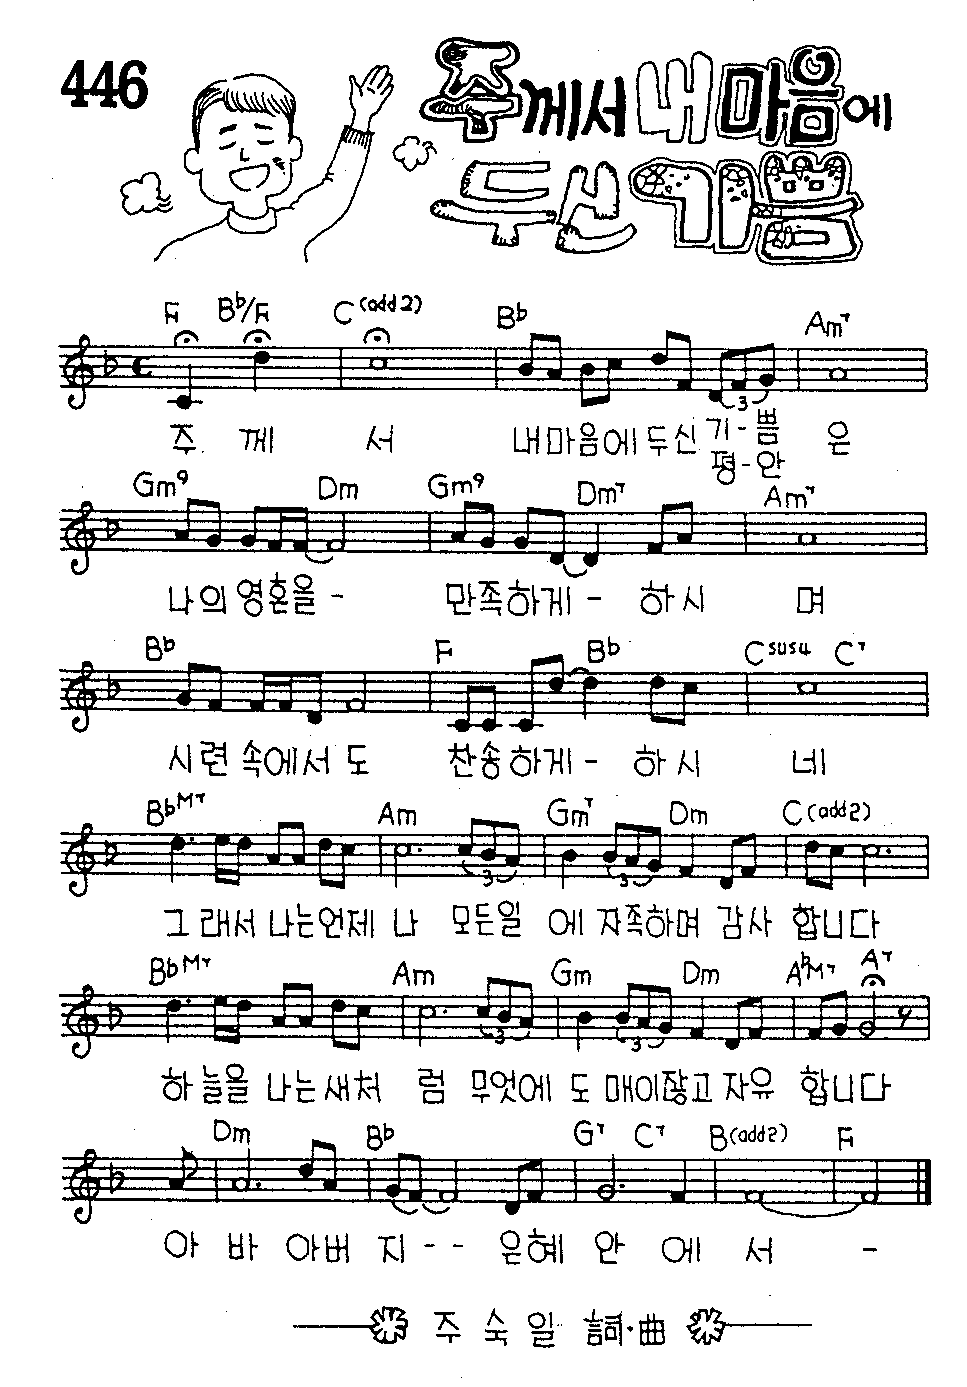 446
주께서 내 마음에
두신 기쁨
F B♭/F C(add2) B♭ Am7
주 께 서 내마음에두신 기-쁨 은
평-안
Gm9 Dm Gm9 Dm7 Am7
나의영혼을- 만족하게- 하시 며
B♭ F B♭ Csus4 C7
시련 속에서 도 찬송하게- 하시 네
B♭M7 Am Gm7 Dm C(add2)
3 3
그래서 나는언제 나 모든일 에 자족하며 감사 합니다
B♭M7 Am Gm Dm A♭M7 A7
3 3
하늘을 나는새처 럼 무엇에 도 매이잖고 자유 합니다
Dm B♭ G7 C7 B(add2) F
아 바 아버 지-- 은혜 안 에 서 -
주 숙 일 詞·曲